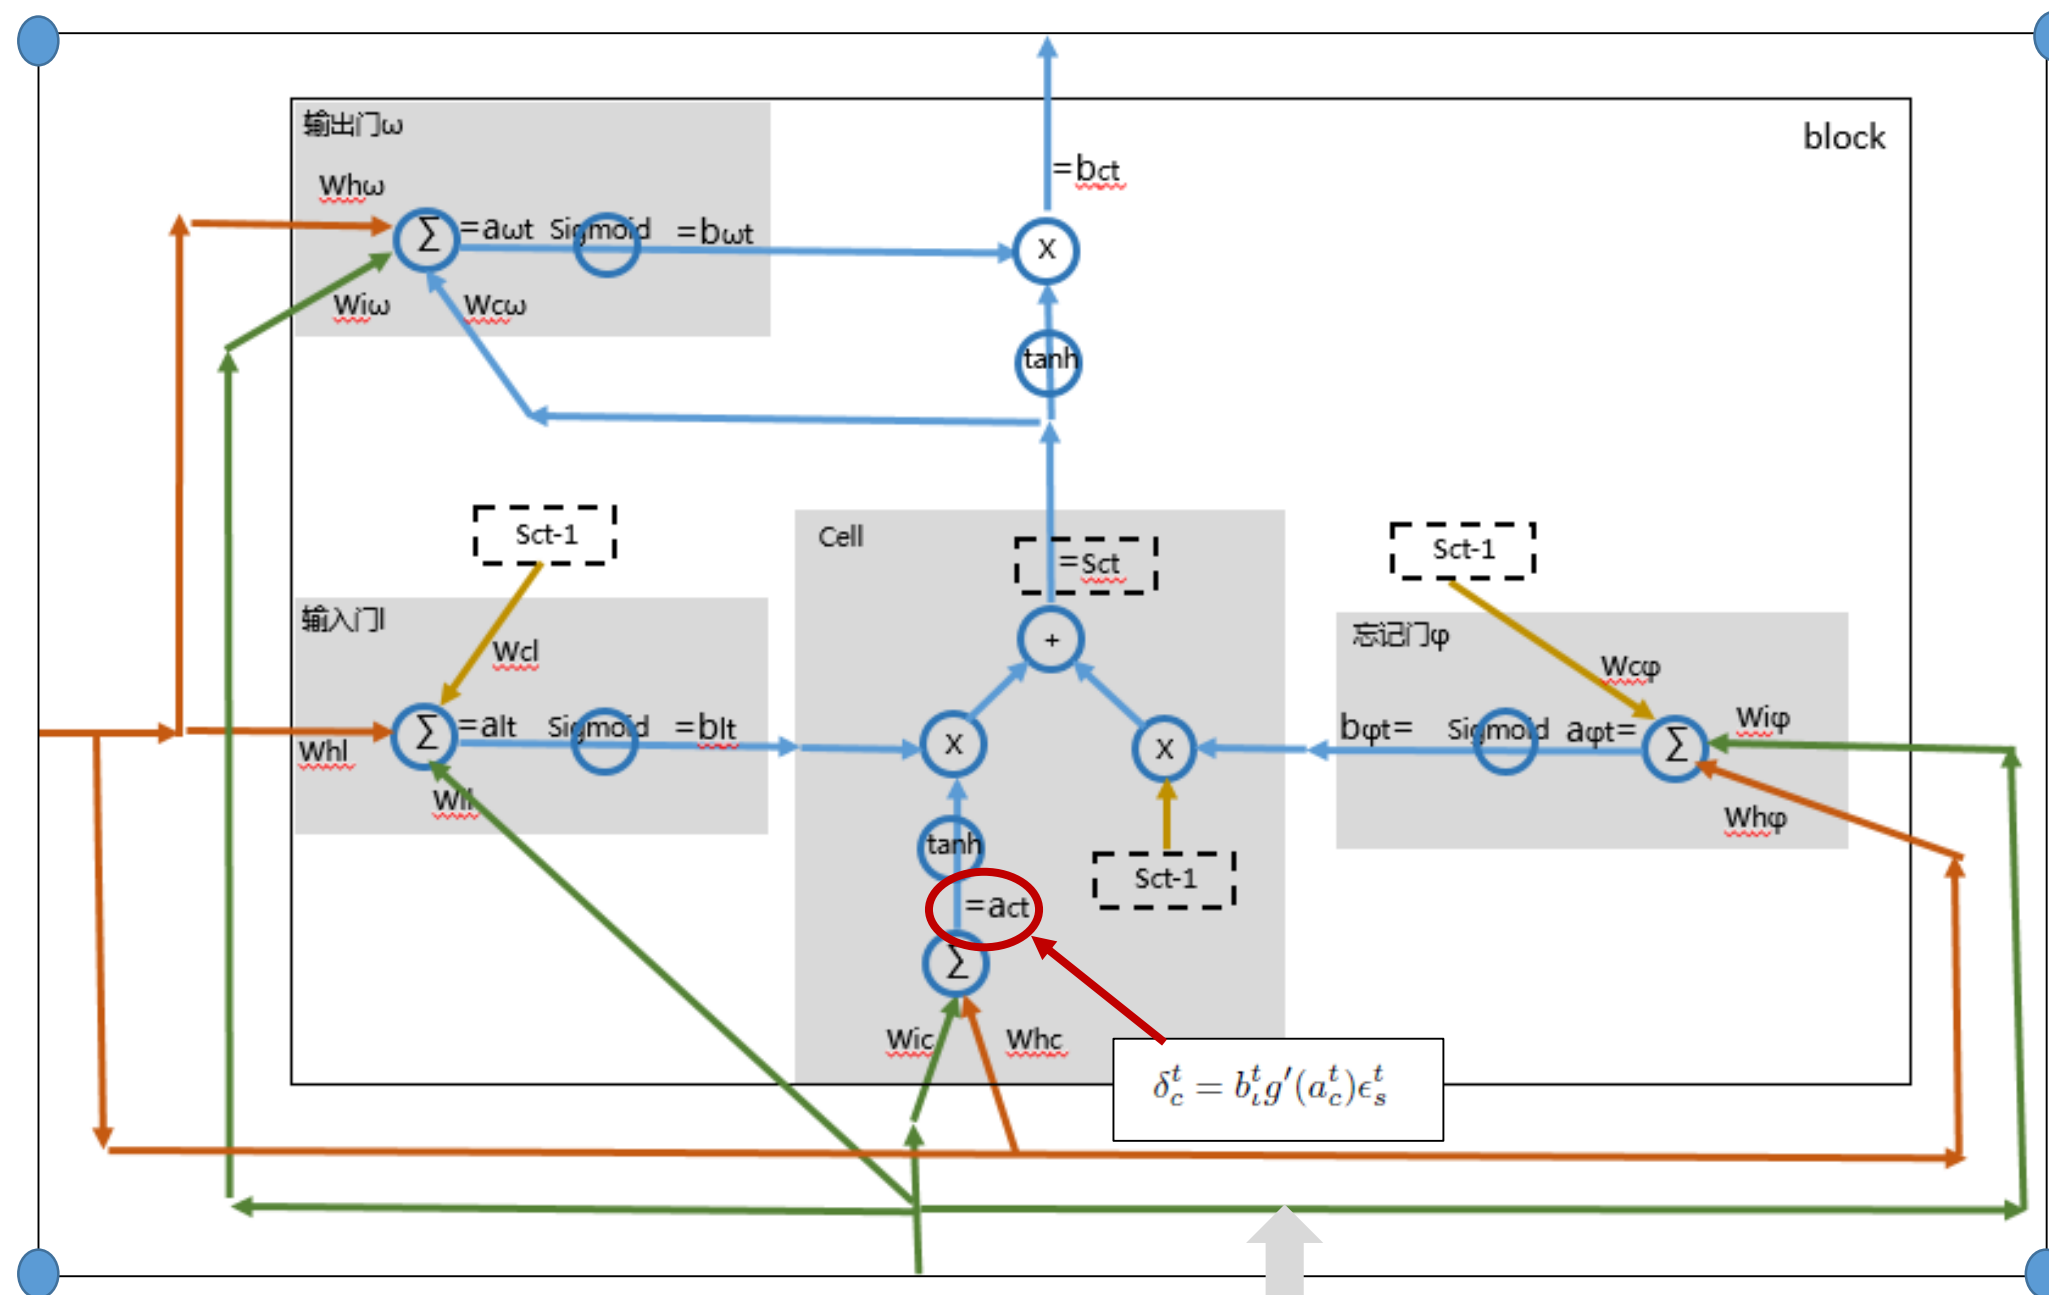 输出门ω
block
=bct
Whω
Σ =aωt Sigmoid =bωt
X
Wiω
Wcω
tanh
Sct-1
Cell
=Sct
Sct-1
输入门l
+
忘记门φ
Wcl
Wcφ
Σ =alt Sigmoid =blt
X
X
bφt= Sigmoid aφt= Σ
Wiφ
Whl
Wll
Whφ
tanh
Sct-1
=act
Σ
Wic
Whc
δ_c^t = b_ι^t g′(a_c^t)ϵ_s^t